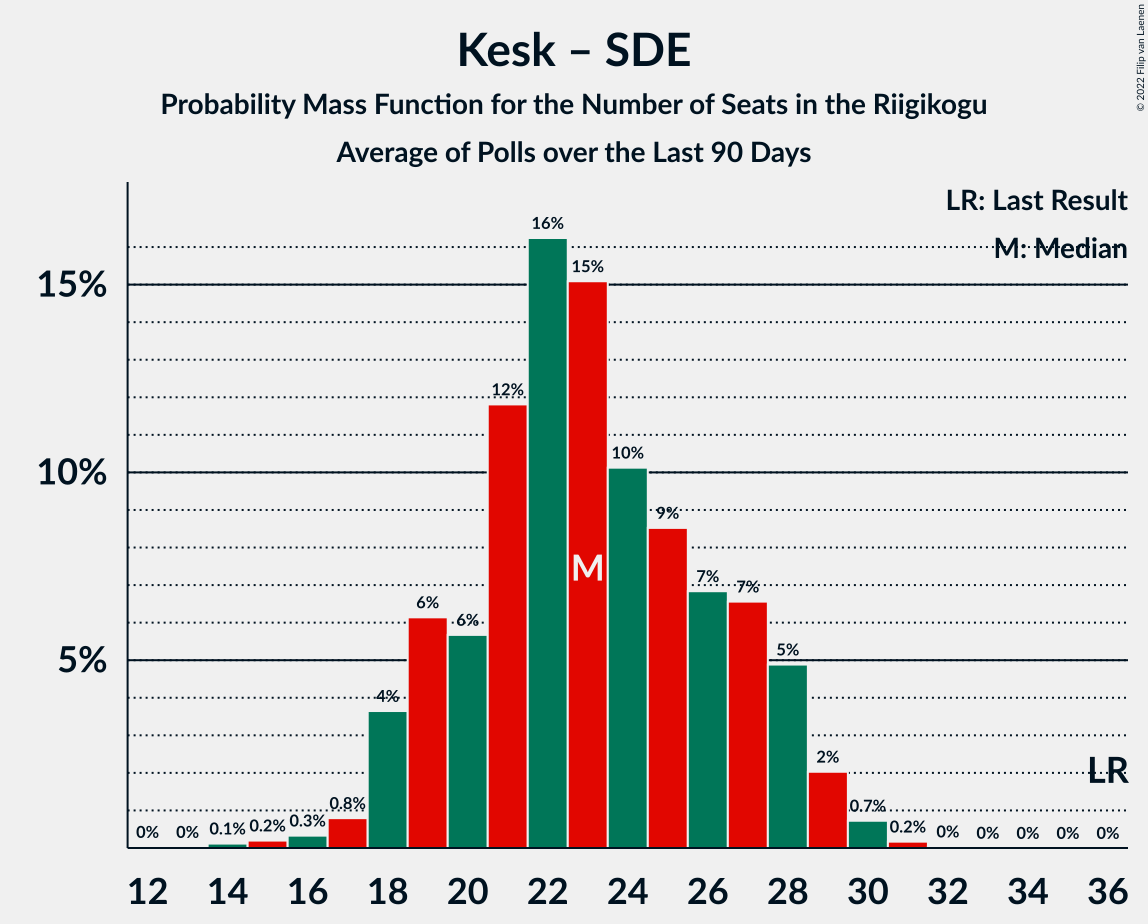 Kesk – SDE
Probability Mass Function for the Number of Seats in the Riigikogu
Average of Polls over the Last 90 Days
© 2022 Filip van Laenen
LR: Last Result
M: Median
15%
10%
5%
0% 0% 0.1% 0.2% 0.3% 0.8% 4% 6% 6% 12% 16% 15% 10% 9% 7% 7% 5% 2% 0.7% 0.2% 0% 0% 0% 0% 0%
M
LR
12 14 16 18 20 22 24 26 28 30 32 34 36